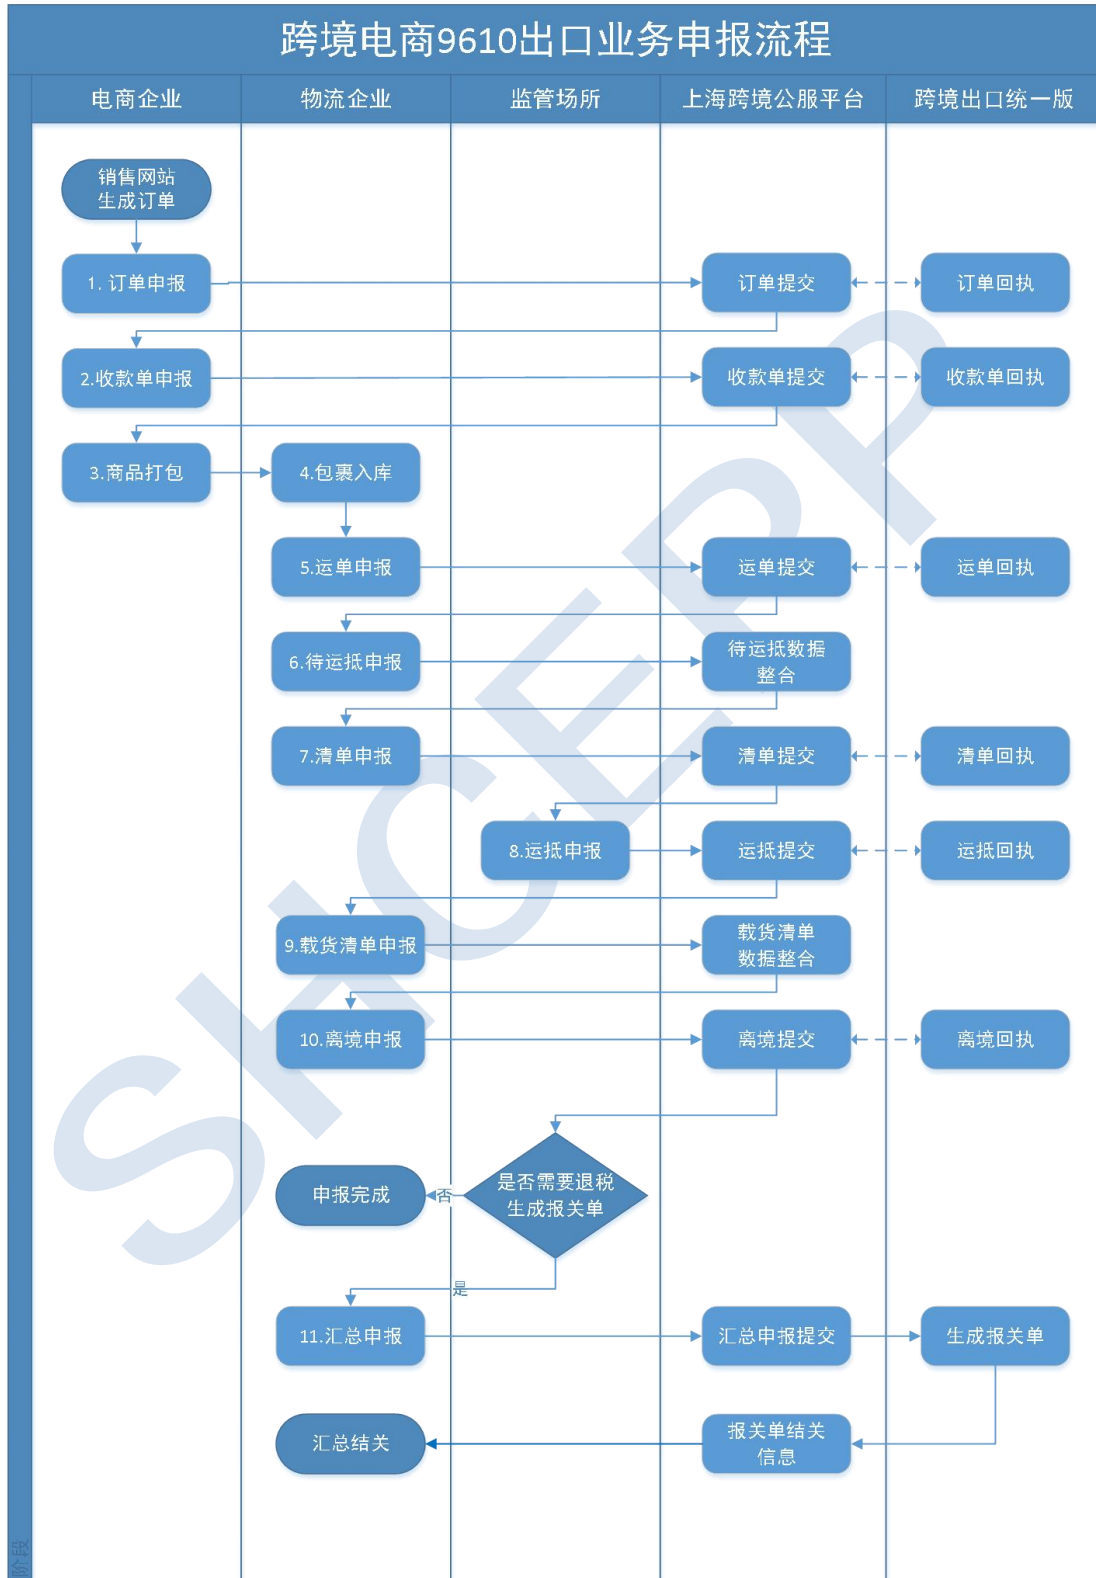 跨境电商9610出口业务申报流程
电商企业
物流企业
监管场所
上海跨境公服平台
跨境出口统一版
销售网站
生成订单
1. 订单申报
订单提交
订单回执
2.收款单申报
收款单提交
收款单回执
3.商品打包
4.包裹入库
5.运单申报
运单提交
运单回执
6.待运抵申报
待运抵数据
整合
7.清单申报
清单提交
清单回执
8.运抵申报
运抵提交
运抵回执
9.载货清单申报
载货清单
数据整合
10.离境申报
离境提交
离境回执
申报完成
否
是否需要退税
生成报关单
是
11.汇总申报
汇总申报提交
生成报关单
汇总结关
报关单结关
信息
阶段
SHCEPP